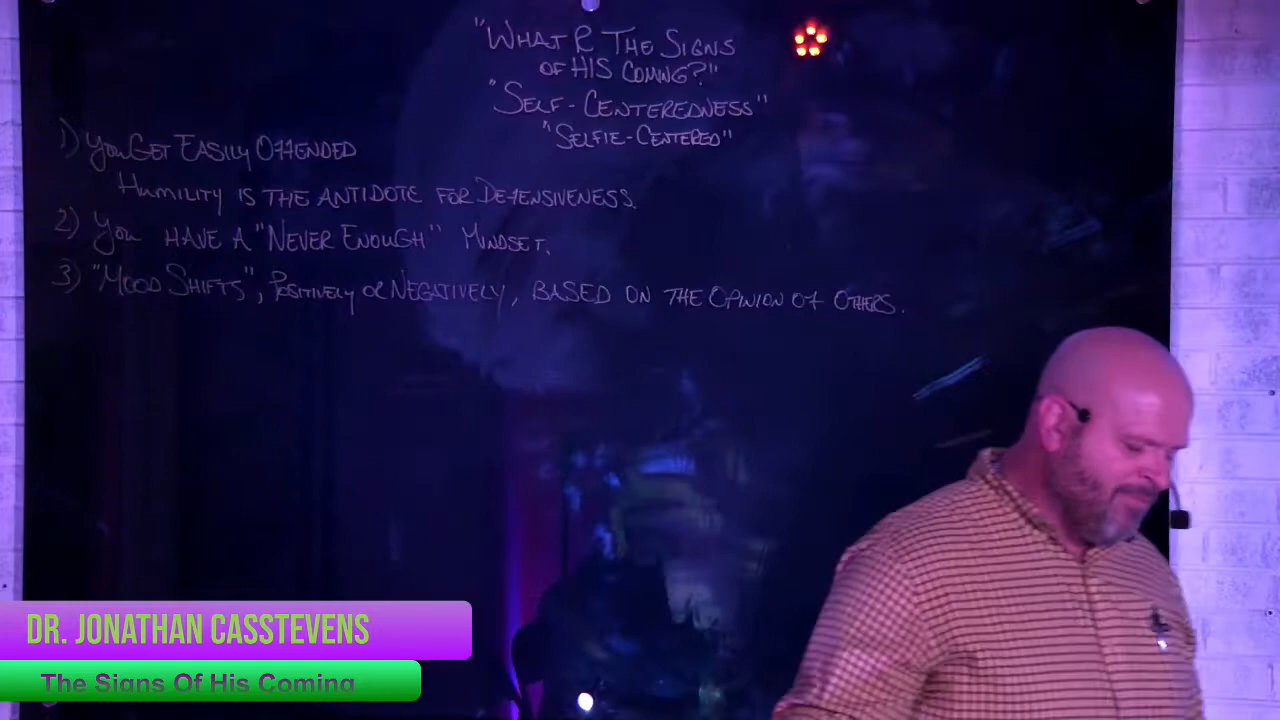 "WHAT R THE SIGNS
OF HIS COMING?"
"SELF-CENTEREDNESS"
"SELFIE-CENTERED"
1) You GET EASILY OFFENDED
HUMILITY IS THE ANTIDOTE FOR DEFENSIVENESS.
2) You HAVE A "NEVER ENOUGH" MINDSET.
3) "MOOD SHIFTS", POSITIVELY OR NEGATIVELY, BASED ON THE OPINION OF OTHERS.
DR. JONATHAN CASSTEVENS
The Signs Of His Coming